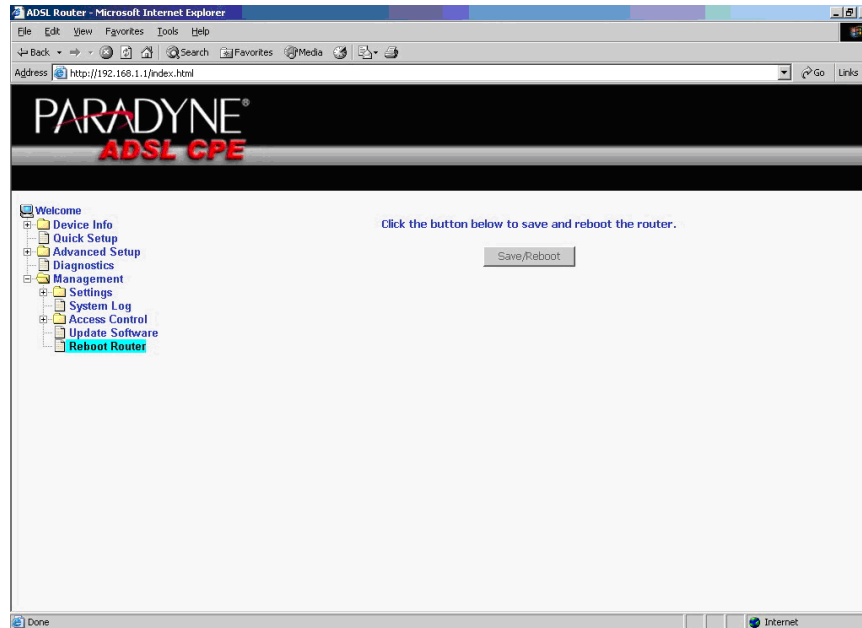 ADSL Router - Microsoft Internet Explorer
File Edit View Favorites Tools Help
Back Search Favorites Media
Address http://192.168.1.1/index.html Go Links
PARADYNE®
ADSL CPE
Welcome
Device Info
Quick Setup
Advanced Setup
Diagnostics
Management
Settings
System Log
Access Control
Update Software
Reboot Router
Click the button below to save and reboot the router.
Save/Reboot
Done Internet